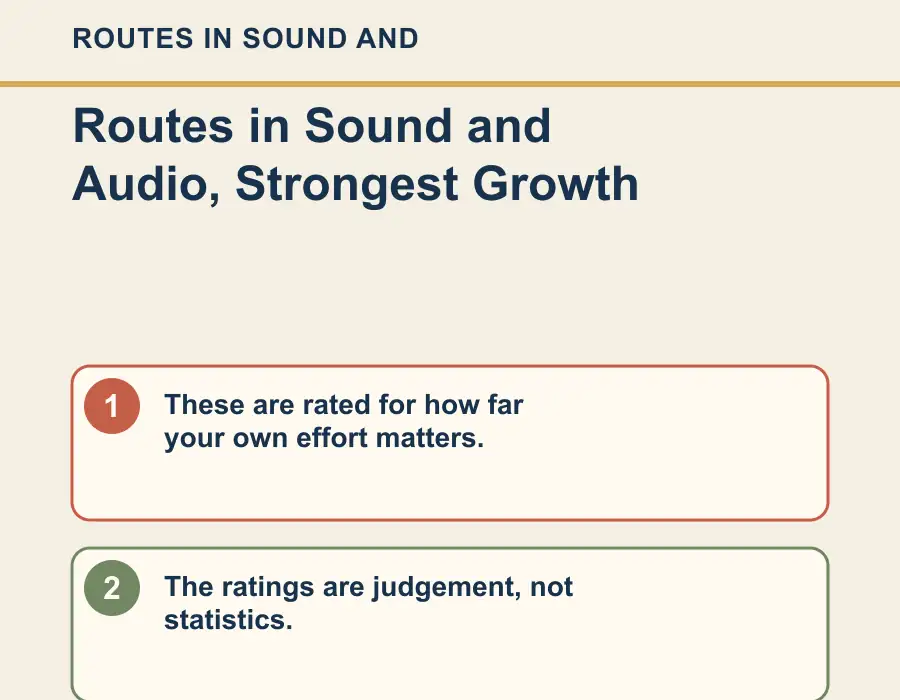 ROUTES IN SOUND AND
Routes in Sound and
Audio, Strongest Growth
1
These are rated for how far
your own effort matters.
2
The ratings are judgement, not
statistics.